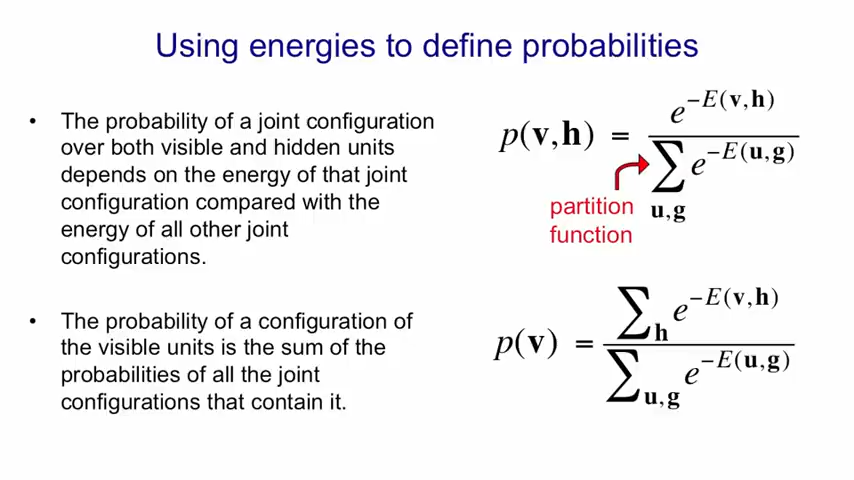 Using energies to define probabilities
• The probability of a joint configuration
over both visible and hidden units
depends on the energy of that joint
configuration compared with the
energy of all other joint
configurations.
p(v,h) = e^{−E(v,h)} / ∑_{u,g} e^{−E(u,g)}
partition
function
• The probability of a configuration of
the visible units is the sum of the
probabilities of all the joint
configurations that contain it.
p(v) = ∑_h e^{−E(v,h)} / ∑_{u,g} e^{−E(u,g)}